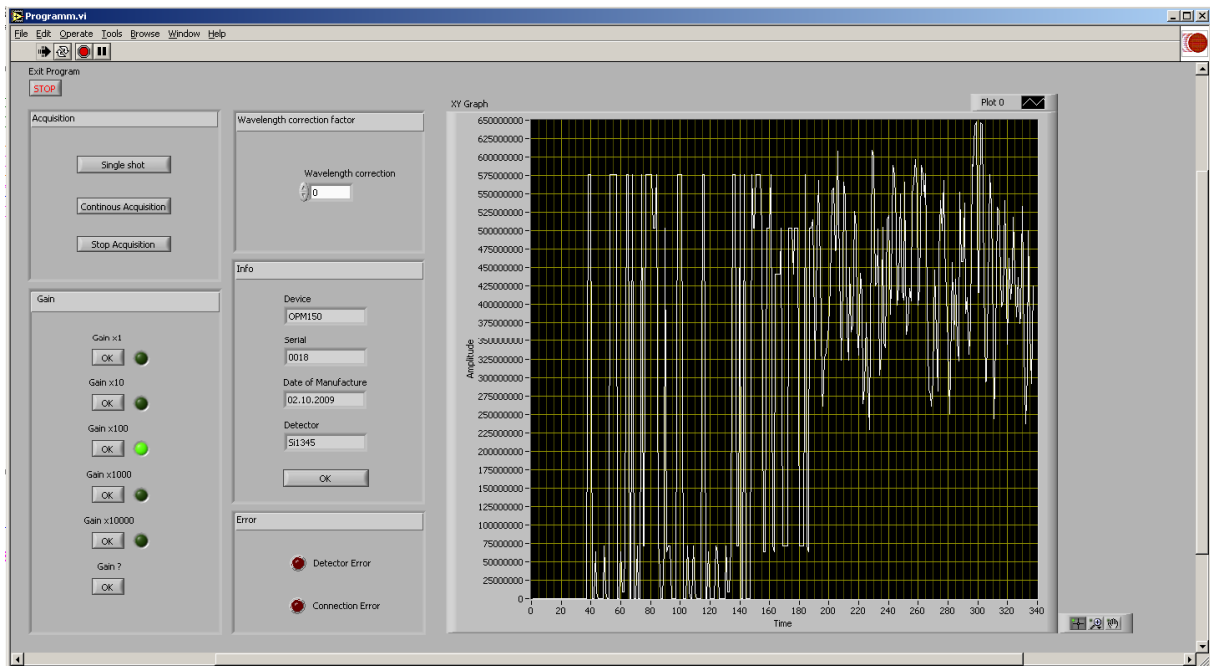 Programm.vi
File Edit Operate Tools Browse Window Help
Exit Program
STOP
Acquisition
Single shot
Continous Acquisition
Stop Acquisition
Gain
Gain x1
OK
Gain x10
OK
Gain x100
OK
Gain x1000
OK
Gain x10000
OK
Gain ?
OK
Wavelength correction factor
Wavelength correction
0
Info
Device
OPM150
Serial
0018
Date of Manufacture
02.10.2009
Detector
Si1345
OK
Error
Detector Error
Connection Error
XY Graph
Plot 0
Amplitude
650000000
625000000
600000000
575000000
550000000
525000000
500000000
475000000
450000000
425000000
400000000
375000000
350000000
325000000
300000000
275000000
250000000
225000000
200000000
175000000
150000000
125000000
100000000
75000000
50000000
25000000
0
0 20 40 60 80 100 120 140 160 180 200 220 240 260 280 300 320 340
Time